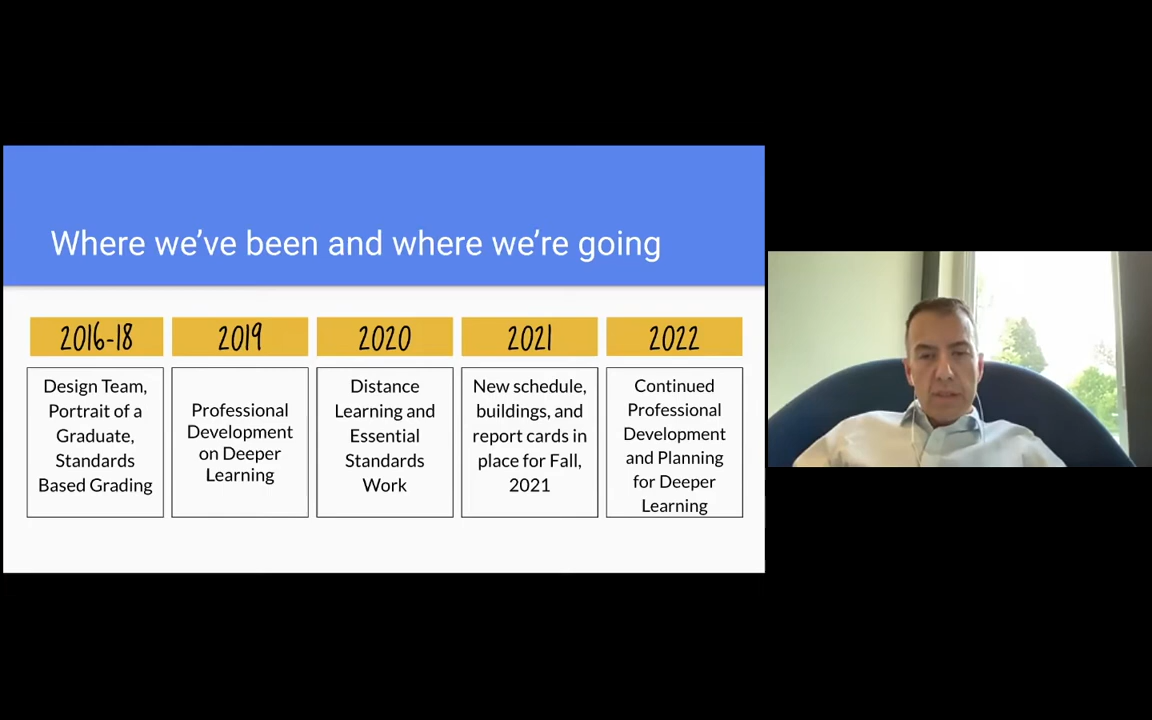 Where we've been and where we're going
2016-18
2019
2020
2021
2022
Design Team,
Portrait of a
Graduate,
Standards
Based Grading
Professional
Development
on Deeper
Learning
Distance
Learning and
Essential
Standards
Work
New schedule,
buildings, and
report cards in
place for Fall,
2021
Continued
Professional
Development
and Planning
for Deeper
Learning